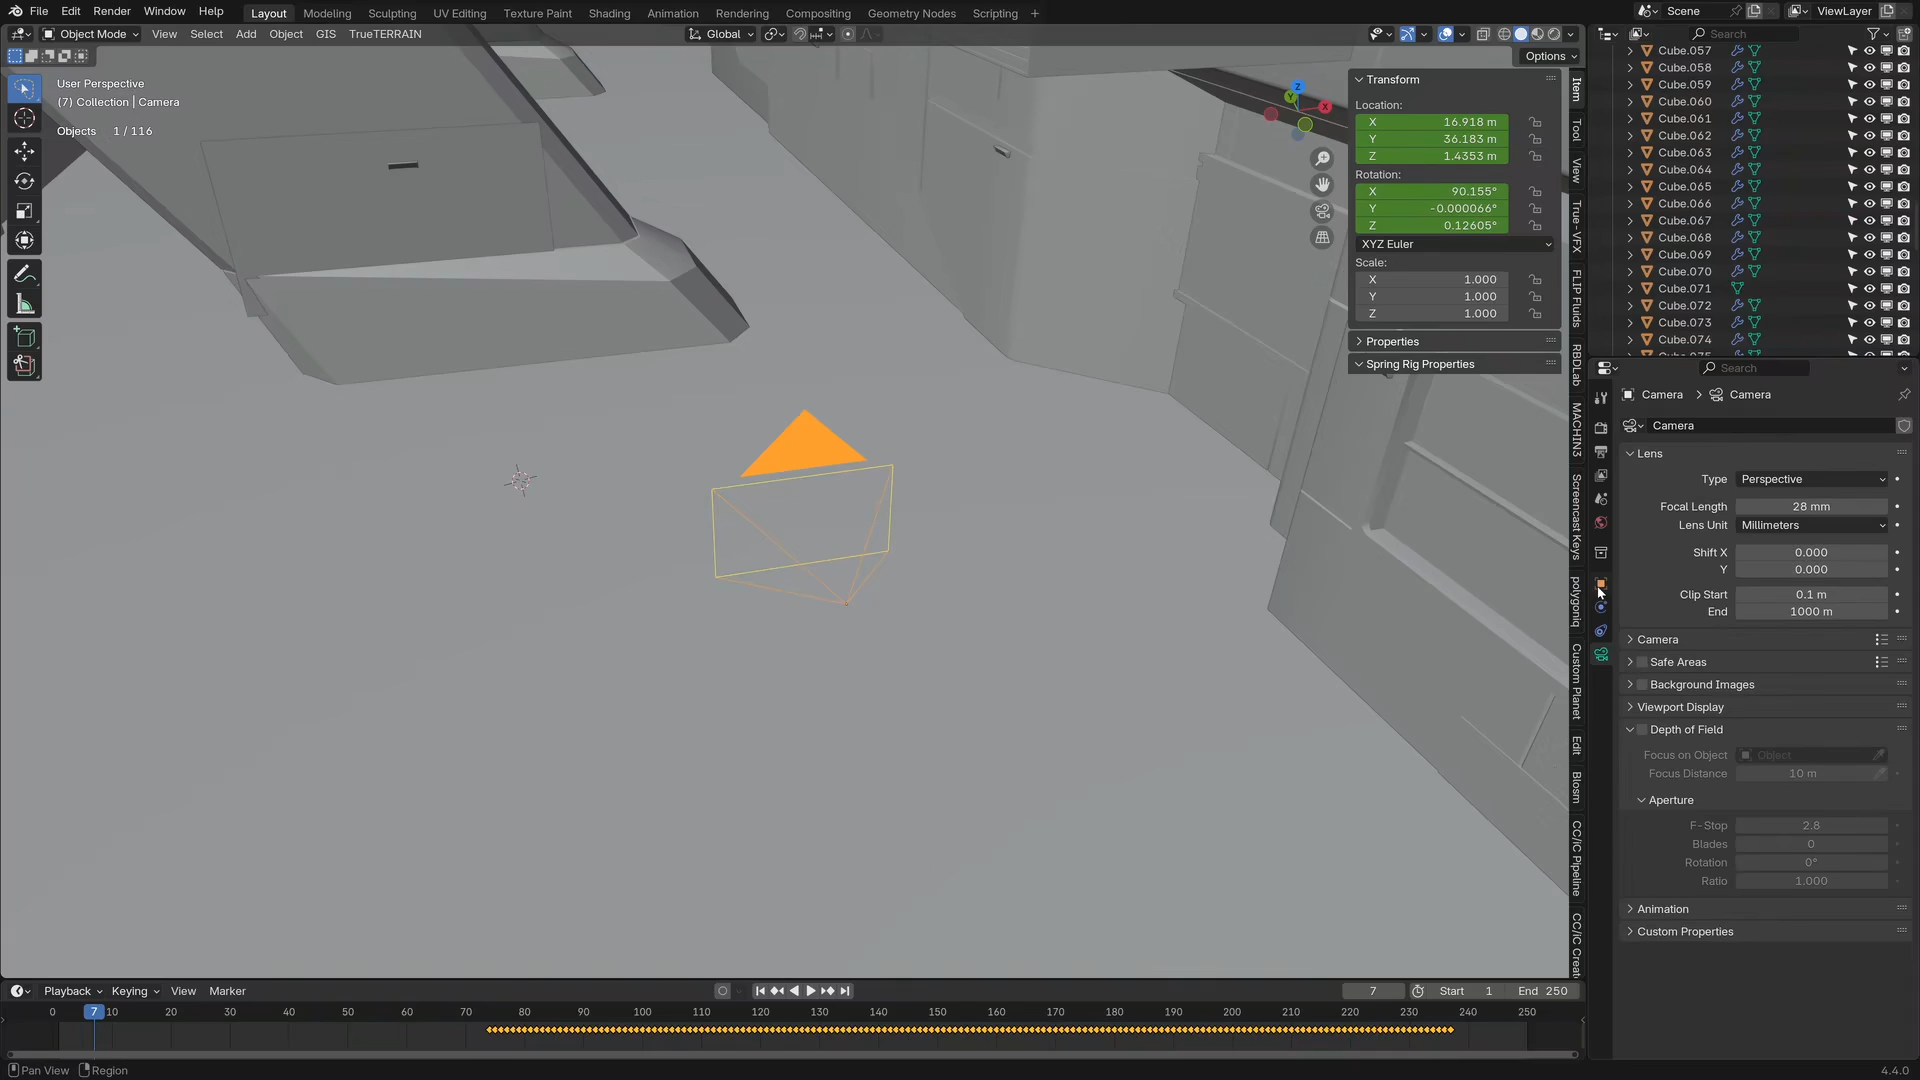 File Edit Render Window Help Layout Modeling Sculpting UV Editing Texture Paint Shading Animation Rendering Compositing Geometry Nodes Scripting + Scene ViewLayer
Object Mode View Select Add Object GIS TrueTERRAIN Global Search
Options
User Perspective
(7) Collection | Camera
Objects 1 / 116
Z
Y
X
Transform
Location:
X 16.918 m
Y 36.183 m
Z 1.4353 m
Rotation:
X 90.155°
Y -0.000066°
Z 0.12605°
XYZ Euler
Scale:
X 1.000
Y 1.000
Z 1.000
Properties
Spring Rig Properties
Item
Tool
View
True-VFX
FLIP Fluids
RBDLab
MACHIN3
Screencast Keys
polygoniq
Custom Planet
Edit
Blosm
CC/iC Pipeline
CC/iC Creat
Cube.057
Cube.058
Cube.059
Cube.060
Cube.061
Cube.062
Cube.063
Cube.064
Cube.065
Cube.066
Cube.067
Cube.068
Cube.069
Cube.070
Cube.071
Cube.072
Cube.073
Cube.074
Search
Camera > Camera
Camera
Lens
Type Perspective
Focal Length 28 mm
Lens Unit Millimeters
Shift X 0.000
Y 0.000
Clip Start 0.1 m
End 1000 m
Camera
Safe Areas
Background Images
Viewport Display
Depth of Field
Focus on Object Object
Focus Distance 10 m
Aperture
F-Stop 2.8
Blades 0
Rotation 0°
Ratio 1.000
Animation
Custom Properties
Playback Keying View Marker 7 Start 1 End 250
0 7 10 20 30 40 50 60 70 80 90 100 110 120 130 140 150 160 170 180 190 200 210 220 230 240 250
Pan View Region 4.4.0